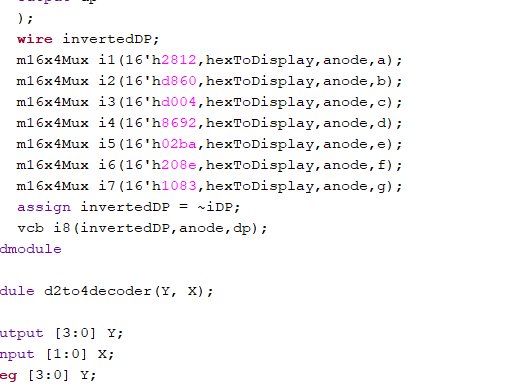 );
wire invertedDP;
m16x4Mux i1(16'h2812,hexToDisplay,anode,a);
m16x4Mux i2(16'hd860,hexToDisplay,anode,b);
m16x4Mux i3(16'hd004,hexToDisplay,anode,c);
m16x4Mux i4(16'h8692,hexToDisplay,anode,d);
m16x4Mux i5(16'h02ba,hexToDisplay,anode,e);
m16x4Mux i6(16'h208e,hexToDisplay,anode,f);
m16x4Mux i7(16'h1083,hexToDisplay,anode,g);
assign invertedDP = ~iDP;
vcb i8(invertedDP,anode,dp);
dmodule
dule d2to4decoder(Y, X);
utput [3:0] Y;
nput [1:0] X;
eg [3:0] Y;